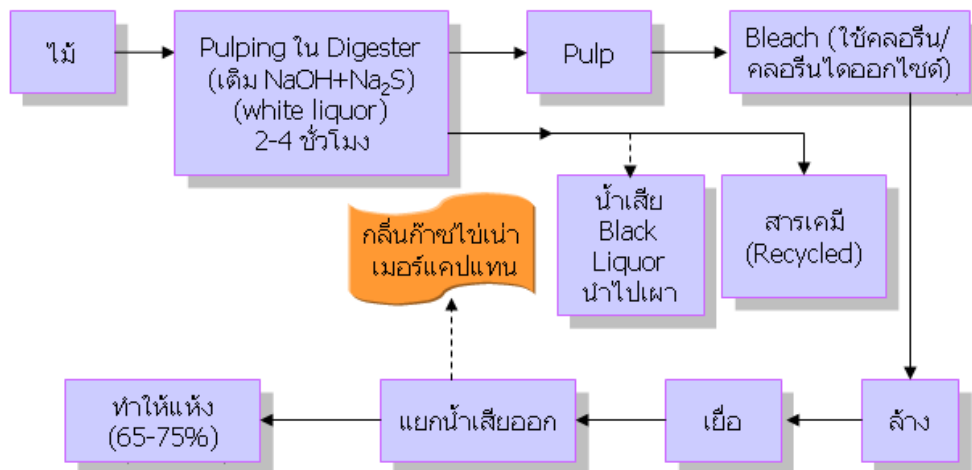 ไม้
Pulping ใน Digester
(เติม NaOH+Na₂S)
(white liquor)
2-4 ชั่วโมง
Pulp
Bleach (ใช้คลอรีน/
คลอรีนไดออกไซด์)
กลิ่นก๊าซไข่เน่า
เมอร์แคปแทน
น้ำเสีย
Black
Liquor
นำไปเผา
สารเคมี
(Recycled)
ทำให้แห้ง
(65-75%)
แยกน้ำเสียออก
เยื่อ
ล้าง